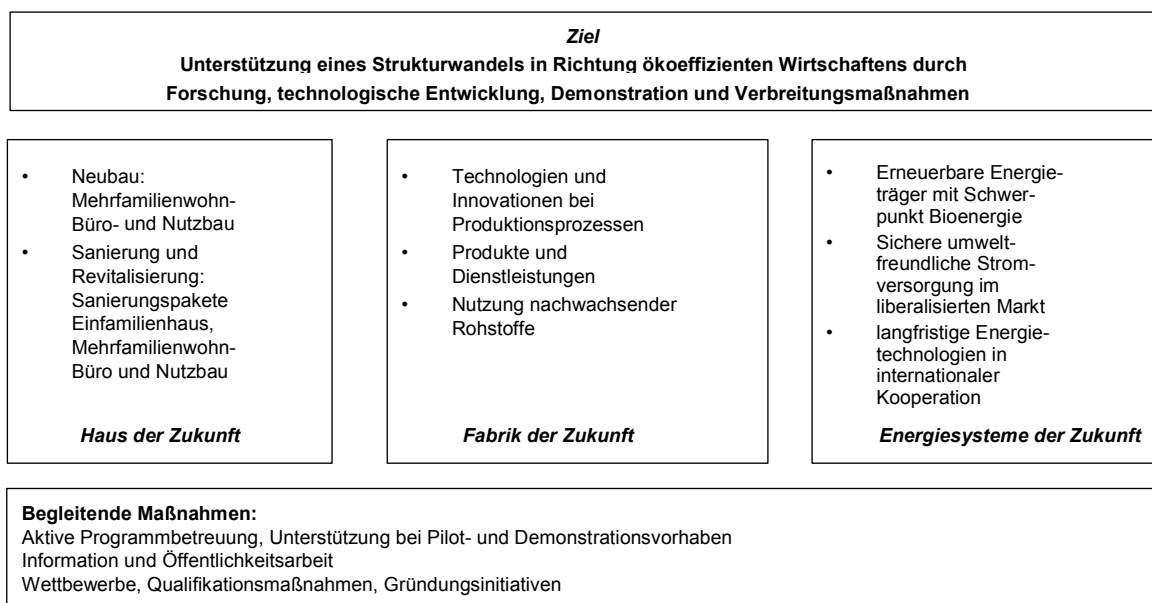 Ziel
Unterstützung eines Strukturwandels in Richtung ökoeffizienten Wirtschaftens durch
Forschung, technologische Entwicklung, Demonstration und Verbreitungsmaßnahmen
• Neubau:
Mehrfamilienwohn-
Büro- und Nutzbau
• Sanierung und
Revitalisierung:
Sanierungspakete
Einfamilienhaus,
Mehrfamilienwohn-
Büro und Nutzbau
Haus der Zukunft
• Technologien und
Innovationen bei
Produktionsprozessen
• Produkte und
Dienstleistungen
• Nutzung nachwachsender
Rohstoffe
Fabrik der Zukunft
• Erneuerbare Energie-
träger mit Schwer-
punkt Bioenergie
• Sichere umwelt-
freundliche Strom-
versorgung im
liberalisierten Markt
• langfristige Energie-
technologien in
internationaler
Kooperation
Energiesysteme der Zukunft
Begleitende Maßnahmen:
Aktive Programmbetreuung, Unterstützung bei Pilot- und Demonstrationsvorhaben
Information und Öffentlichkeitsarbeit
Wettbewerbe, Qualifikationsmaßnahmen, Gründungsinitiativen